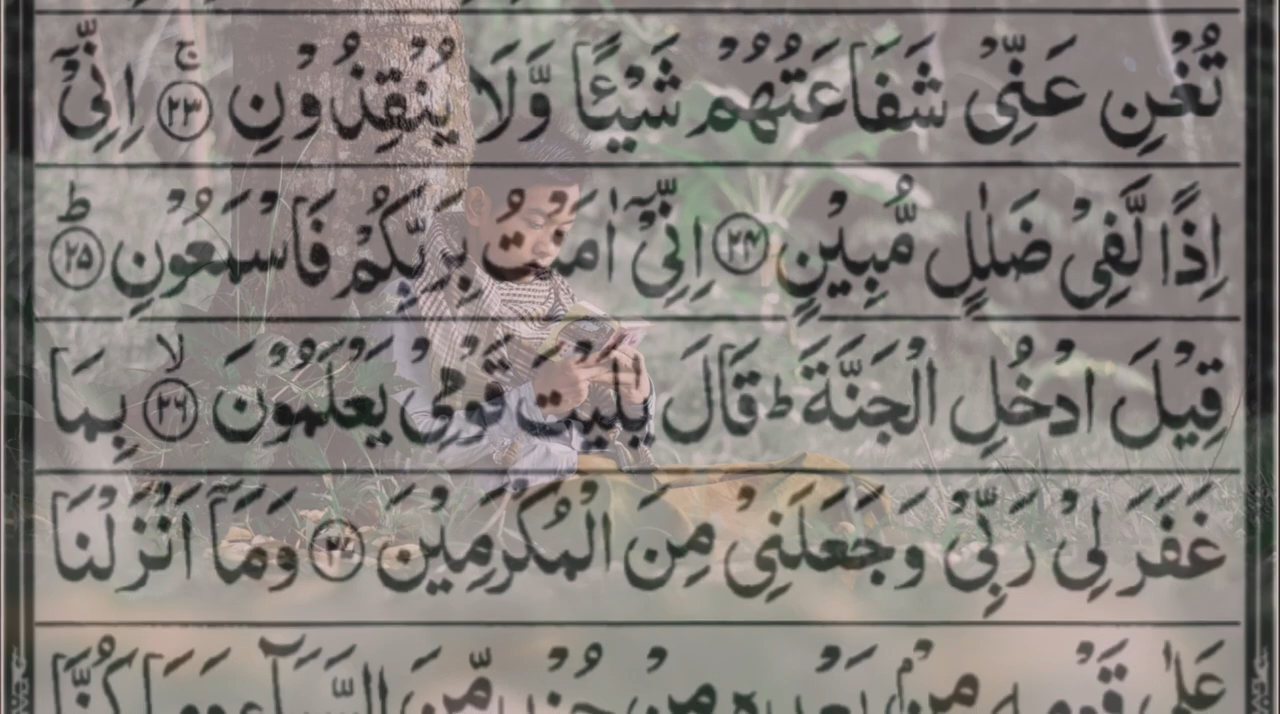 تُغْنِ عَنِّىْ شَفَاعَتُهُمْ شَيْـًٔا وَّلَا يُنْقِذُوْنِ ۚ﴿۲۳﴾ اِنِّىْۤ
اِذًا لَّفِىْ ضَلٰلٍ مُّبِيْنٍ ﴿۲۴﴾ اِنِّىْۤ اٰمَنْتُ بِرَبِّكُمْ فَاسْمَعُوْنِ ؕ﴿۲۵﴾
قِيْلَ ادْخُلِ الْجَنَّةَ ؕ قَالَ يٰلَيْتَ قَوْمِىْ يَعْلَمُوْنَ ۙ﴿۲۶﴾ بِمَا
غَفَرَ لِىْ رَبِّىْ وَجَعَلَنِىْ مِنَ الْمُكْرَمِيْنَ ﴿۲۷﴾ وَمَاۤ اَنْزَلْنَا
عَلٰى قَوْمِهٖ مِنْۢ بَعْدِهٖ مِنْ جُنْدٍ مِّنَ السَّمَآءِ وَمَا كُنَّا